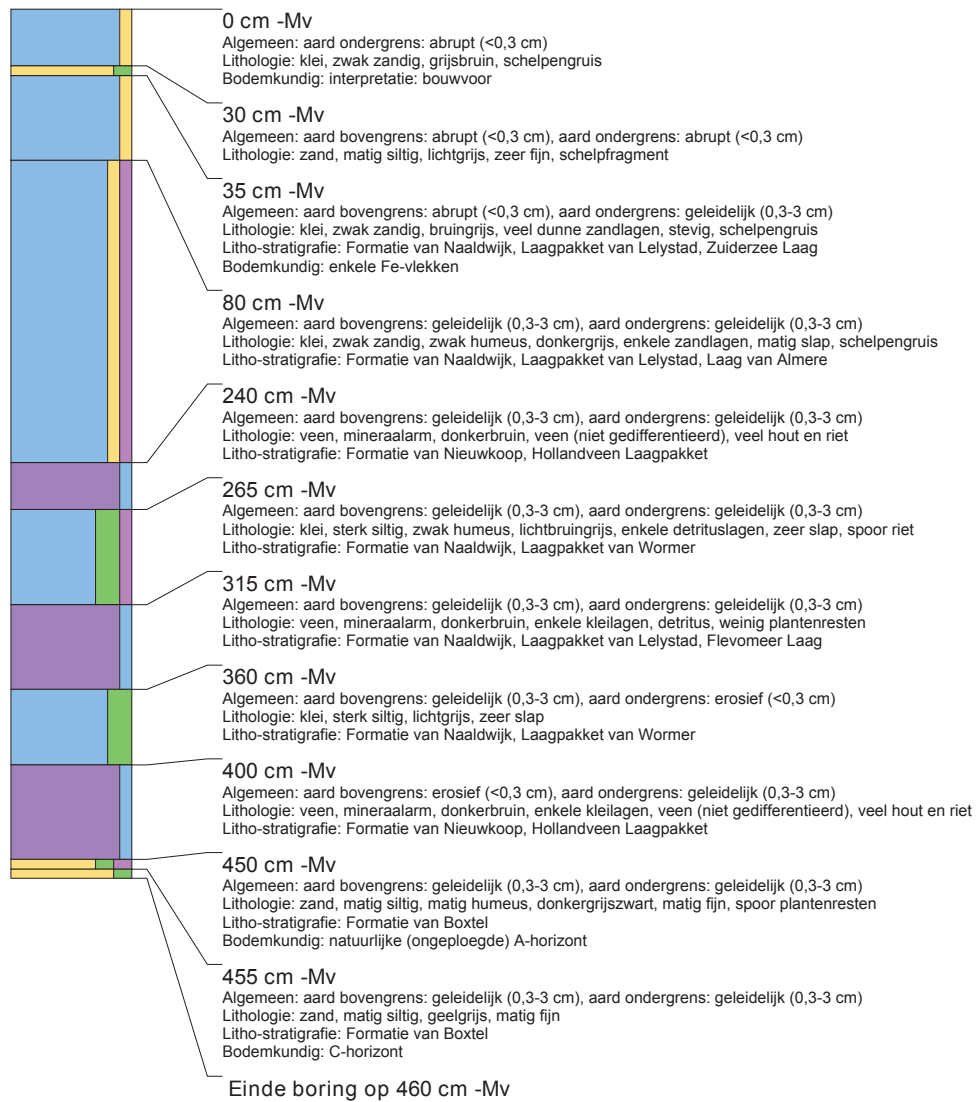 0 cm -Mv
Algemeen: aard ondergrens: abrupt (<0,3 cm)
Lithologie: klei, zwak zandig, grijsbruin, schelpengruis
Bodemkundig: interpretatie: bouwvoor
30 cm -Mv
Algemeen: aard bovengrens: abrupt (<0,3 cm), aard ondergrens: abrupt (<0,3 cm)
Lithologie: zand, matig siltig, lichtgrijs, zeer fijn, schelpfragment
35 cm -Mv
Algemeen: aard bovengrens: abrupt (<0,3 cm), aard ondergrens: geleidelijk (0,3-3 cm)
Lithologie: klei, zwak zandig, bruingrijs, veel dunne zandlagen, stevig, schelpengruis
Litho-stratigrafie: Formatie van Naaldwijk, Laagpakket van Lelystad, Zuiderzee Laag
Bodemkundig: enkele Fe-vlekken
80 cm -Mv
Algemeen: aard bovengrens: geleidelijk (0,3-3 cm), aard ondergrens: geleidelijk (0,3-3 cm)
Lithologie: klei, zwak zandig, zwak humeus, donkergrijs, enkele zandlagen, matig slap, schelpengruis
Litho-stratigrafie: Formatie van Naaldwijk, Laagpakket van Lelystad, Laag van Almere
240 cm -Mv
Algemeen: aard bovengrens: geleidelijk (0,3-3 cm), aard ondergrens: geleidelijk (0,3-3 cm)
Lithologie: veen, mineraalarm, donkerbruin, veen (niet gedifferentieerd), veel hout en riet
Litho-stratigrafie: Formatie van Nieuwkoop, Hollandveen Laagpakket
265 cm -Mv
Algemeen: aard bovengrens: geleidelijk (0,3-3 cm), aard ondergrens: geleidelijk (0,3-3 cm)
Lithologie: klei, sterk siltig, zwak humeus, lichtbruingrijs, enkele detrituslagen, zeer slap, spoor riet
Litho-stratigrafie: Formatie van Naaldwijk, Laagpakket van Wormer
315 cm -Mv
Algemeen: aard bovengrens: geleidelijk (0,3-3 cm), aard ondergrens: geleidelijk (0,3-3 cm)
Lithologie: veen, mineraalarm, donkerbruin, enkele kleilagen, detritus, weinig plantenresten
Litho-stratigrafie: Formatie van Naaldwijk, Laagpakket van Lelystad, Flevomeer Laag
360 cm -Mv
Algemeen: aard bovengrens: geleidelijk (0,3-3 cm), aard ondergrens: erosief (<0,3 cm)
Lithologie: klei, sterk siltig, lichtgrijs, zeer slap
Litho-stratigrafie: Formatie van Naaldwijk, Laagpakket van Wormer
400 cm -Mv
Algemeen: aard bovengrens: erosief (<0,3 cm), aard ondergrens: geleidelijk (0,3-3 cm)
Lithologie: veen, mineraalarm, donkerbruin, enkele kleilagen, veen (niet gedifferentieerd), veel hout en riet
Litho-stratigrafie: Formatie van Nieuwkoop, Hollandveen Laagpakket
450 cm -Mv
Algemeen: aard bovengrens: geleidelijk (0,3-3 cm), aard ondergrens: geleidelijk (0,3-3 cm)
Lithologie: zand, matig siltig, matig humeus, donkergrijszwart, matig fijn, spoor plantenresten
Litho-stratigrafie: Formatie van Boxtel
Bodemkundig: natuurlijke (ongeploegde) A-horizont
455 cm -Mv
Algemeen: aard bovengrens: geleidelijk (0,3-3 cm), aard ondergrens: geleidelijk (0,3-3 cm)
Lithologie: zand, matig siltig, geelgrijs, matig fijn
Litho-stratigrafie: Formatie van Boxtel
Bodemkundig: C-horizont
Einde boring op 460 cm -Mv